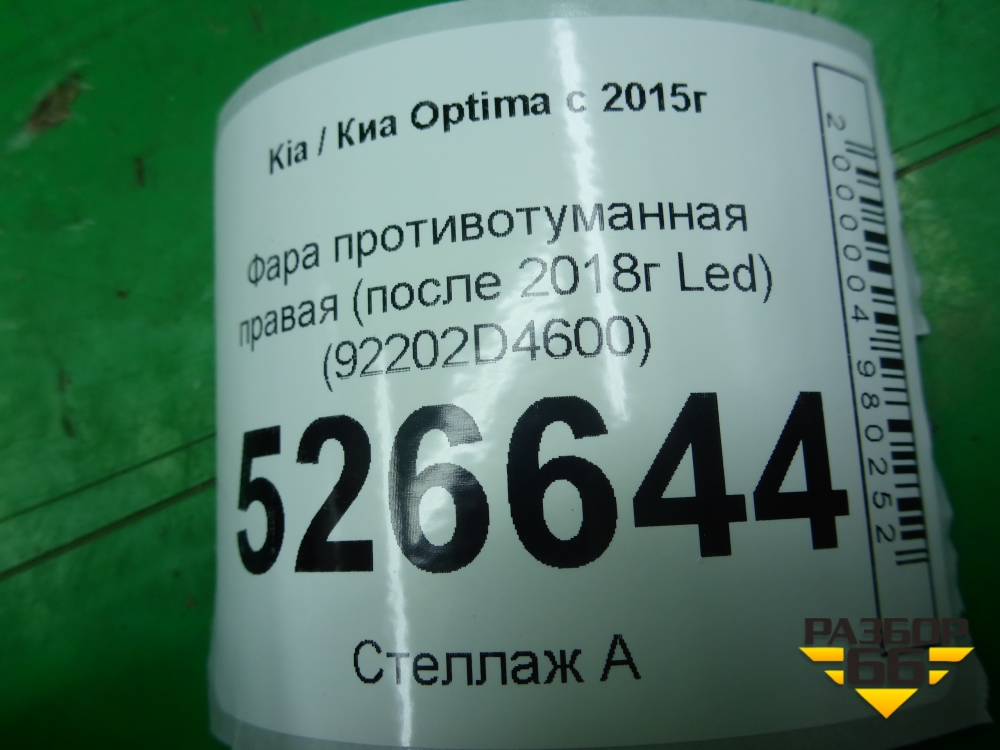 Kia / Киа Optima с 2015г
Фара противотуманная
правая (после 2018г Led)
(92202D4600)
526644
Стеллаж А
2000004980252
РАЗБОР
66